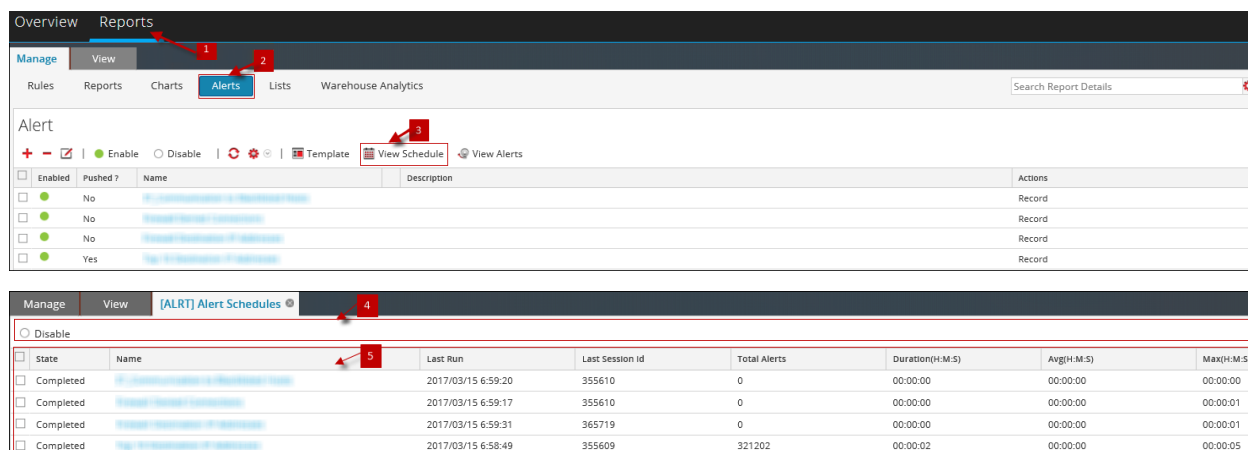 Overview Reports
1
Manage View
2
Rules Reports Charts Alerts Lists Warehouse Analytics Search Report Details
Alert
3
Enable Disable Template View Schedule View Alerts
Enabled Pushed ? Name Description Actions
No Record
No Record
No Record
Yes Record
Manage View [ALRT] Alert Schedules
4
Disable
5
State Name Last Run Last Session Id Total Alerts Duration(H:M:S) Avg(H:M:S) Max(H:M:S
Completed 2017/03/15 6:59:20 355610 0 00:00:00 00:00:00 00:00:00
Completed 2017/03/15 6:59:17 355610 0 00:00:00 00:00:00 00:00:01
Completed 2017/03/15 6:59:31 365719 0 00:00:00 00:00:00 00:00:01
Completed 2017/03/15 6:58:49 355609 321202 00:00:02 00:00:00 00:00:05